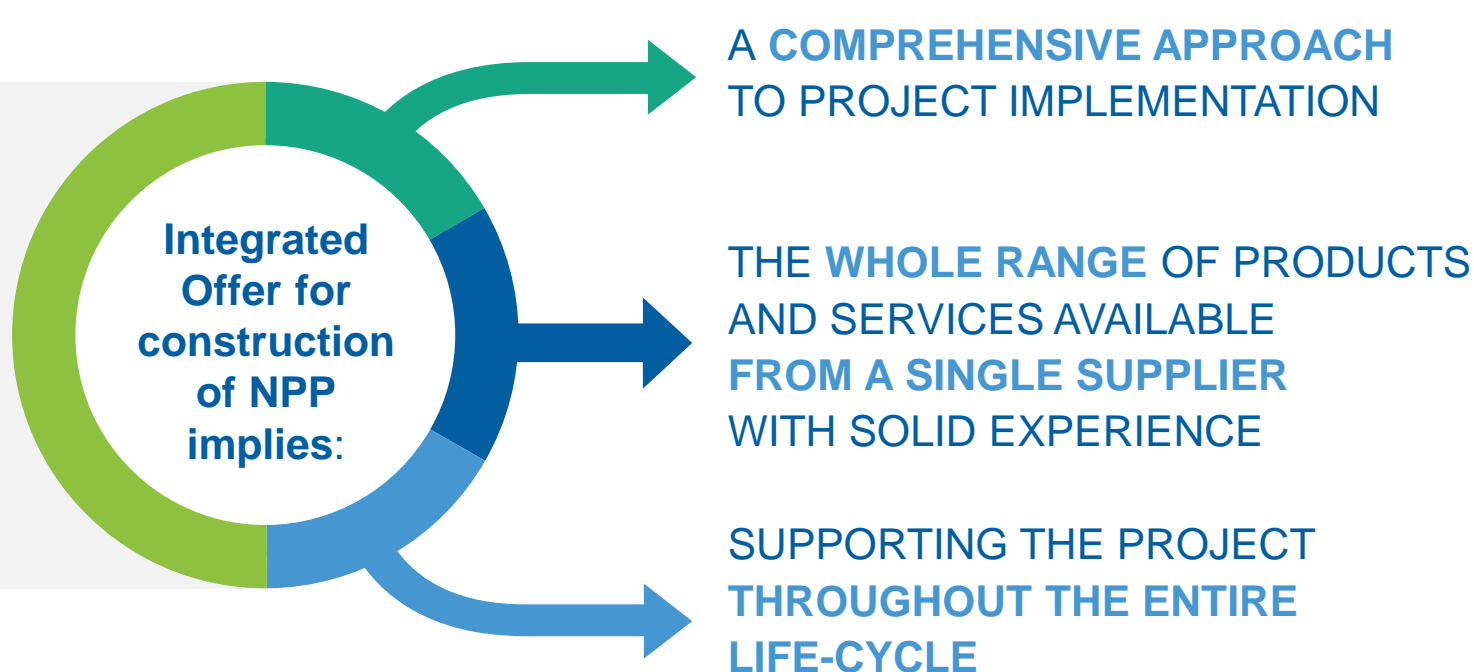 Integrated
Offer for
construction
of NPP
implies:
A COMPREHENSIVE APPROACH
TO PROJECT IMPLEMENTATION
THE WHOLE RANGE OF PRODUCTS
AND SERVICES AVAILABLE
FROM A SINGLE SUPPLIER
WITH SOLID EXPERIENCE
SUPPORTING THE PROJECT
THROUGHOUT THE ENTIRE
LIFE-CYCLE